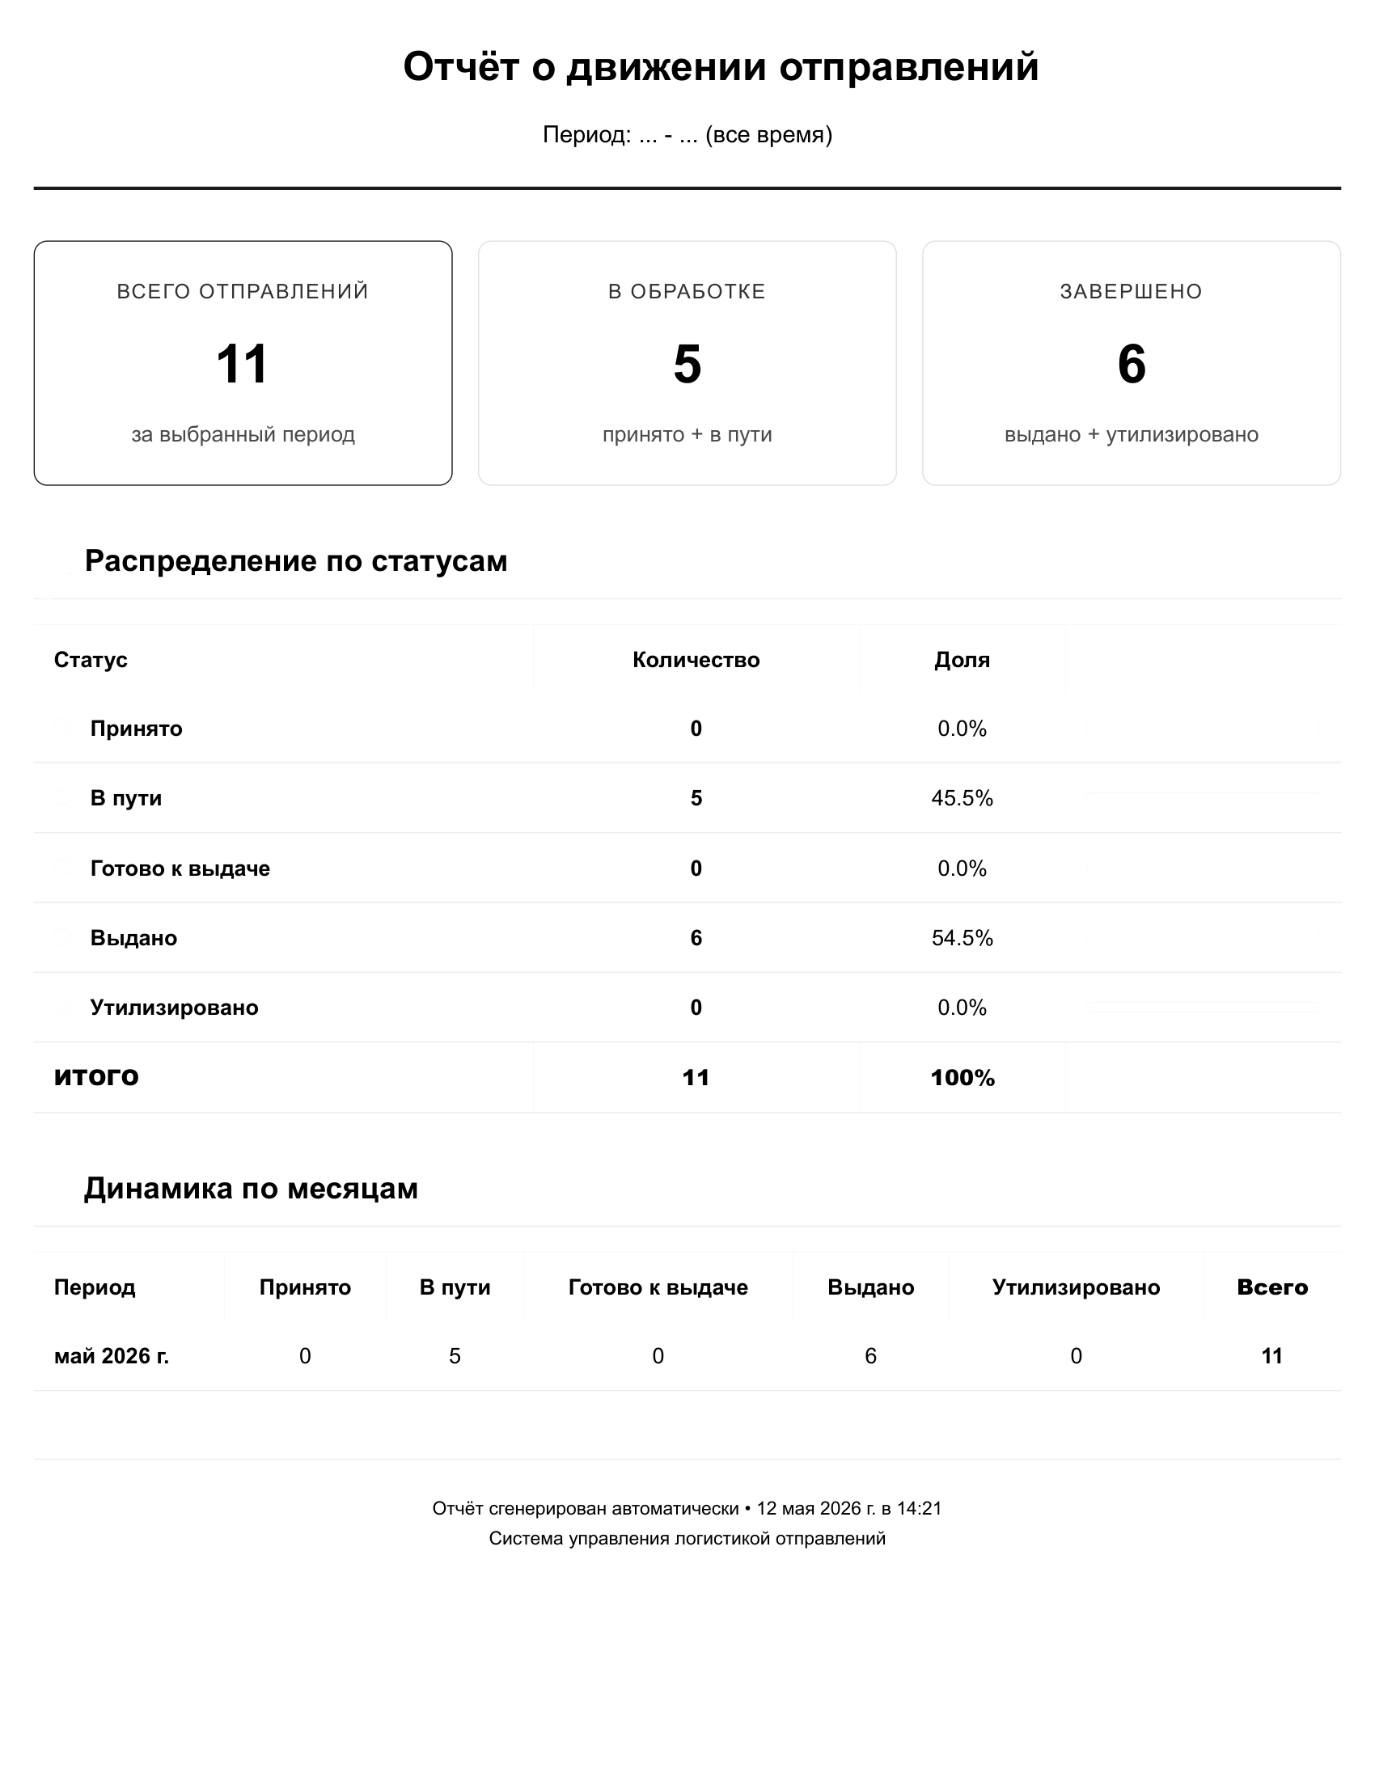 Отчёт о движении отправлений
Период: ... - ... (все время)
ВСЕГО ОТПРАВЛЕНИЙ
11
за выбранный период
В ОБРАБОТКЕ
5
принято + в пути
ЗАВЕРШЕНО
6
выдано + утилизировано
Распределение по статусам
Статус Количество Доля
Принято 0 0.0%
В пути 5 45.5%
Готово к выдаче 0 0.0%
Выдано 6 54.5%
Утилизировано 0 0.0%
ИТОГО 11 100%
Динамика по месяцам
Период Принято В пути Готово к выдаче Выдано Утилизировано Всего
май 2026 г. 0 5 0 6 0 11
Отчёт сгенерирован автоматически • 12 мая 2026 г. в 14:21
Система управления логистикой отправлений